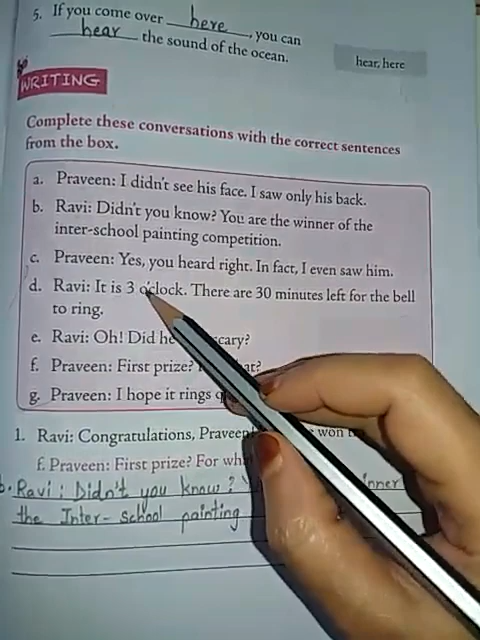 5. If you come over here, you can
hear the sound of the ocean.
hear, here
WRITING
Complete these conversations with the correct sentences
from the box.
a. Praveen: I didn't see his face. I saw only his back.
b. Ravi: Didn't you know? You are the winner of the
inter-school painting competition.
c. Praveen: Yes, you heard right. In fact, I even saw him.
d. Ravi: It is 3 o'clock. There are 30 minutes left for the bell
to ring.
e. Ravi: Oh! Did he scary?
f. Praveen: First prize?
g. Praveen: I hope it rings
1. Ravi: Congratulations, Praveen won
f. Praveen: First prize? For
b. Ravi: Didn't you know?
the Inter-school painting